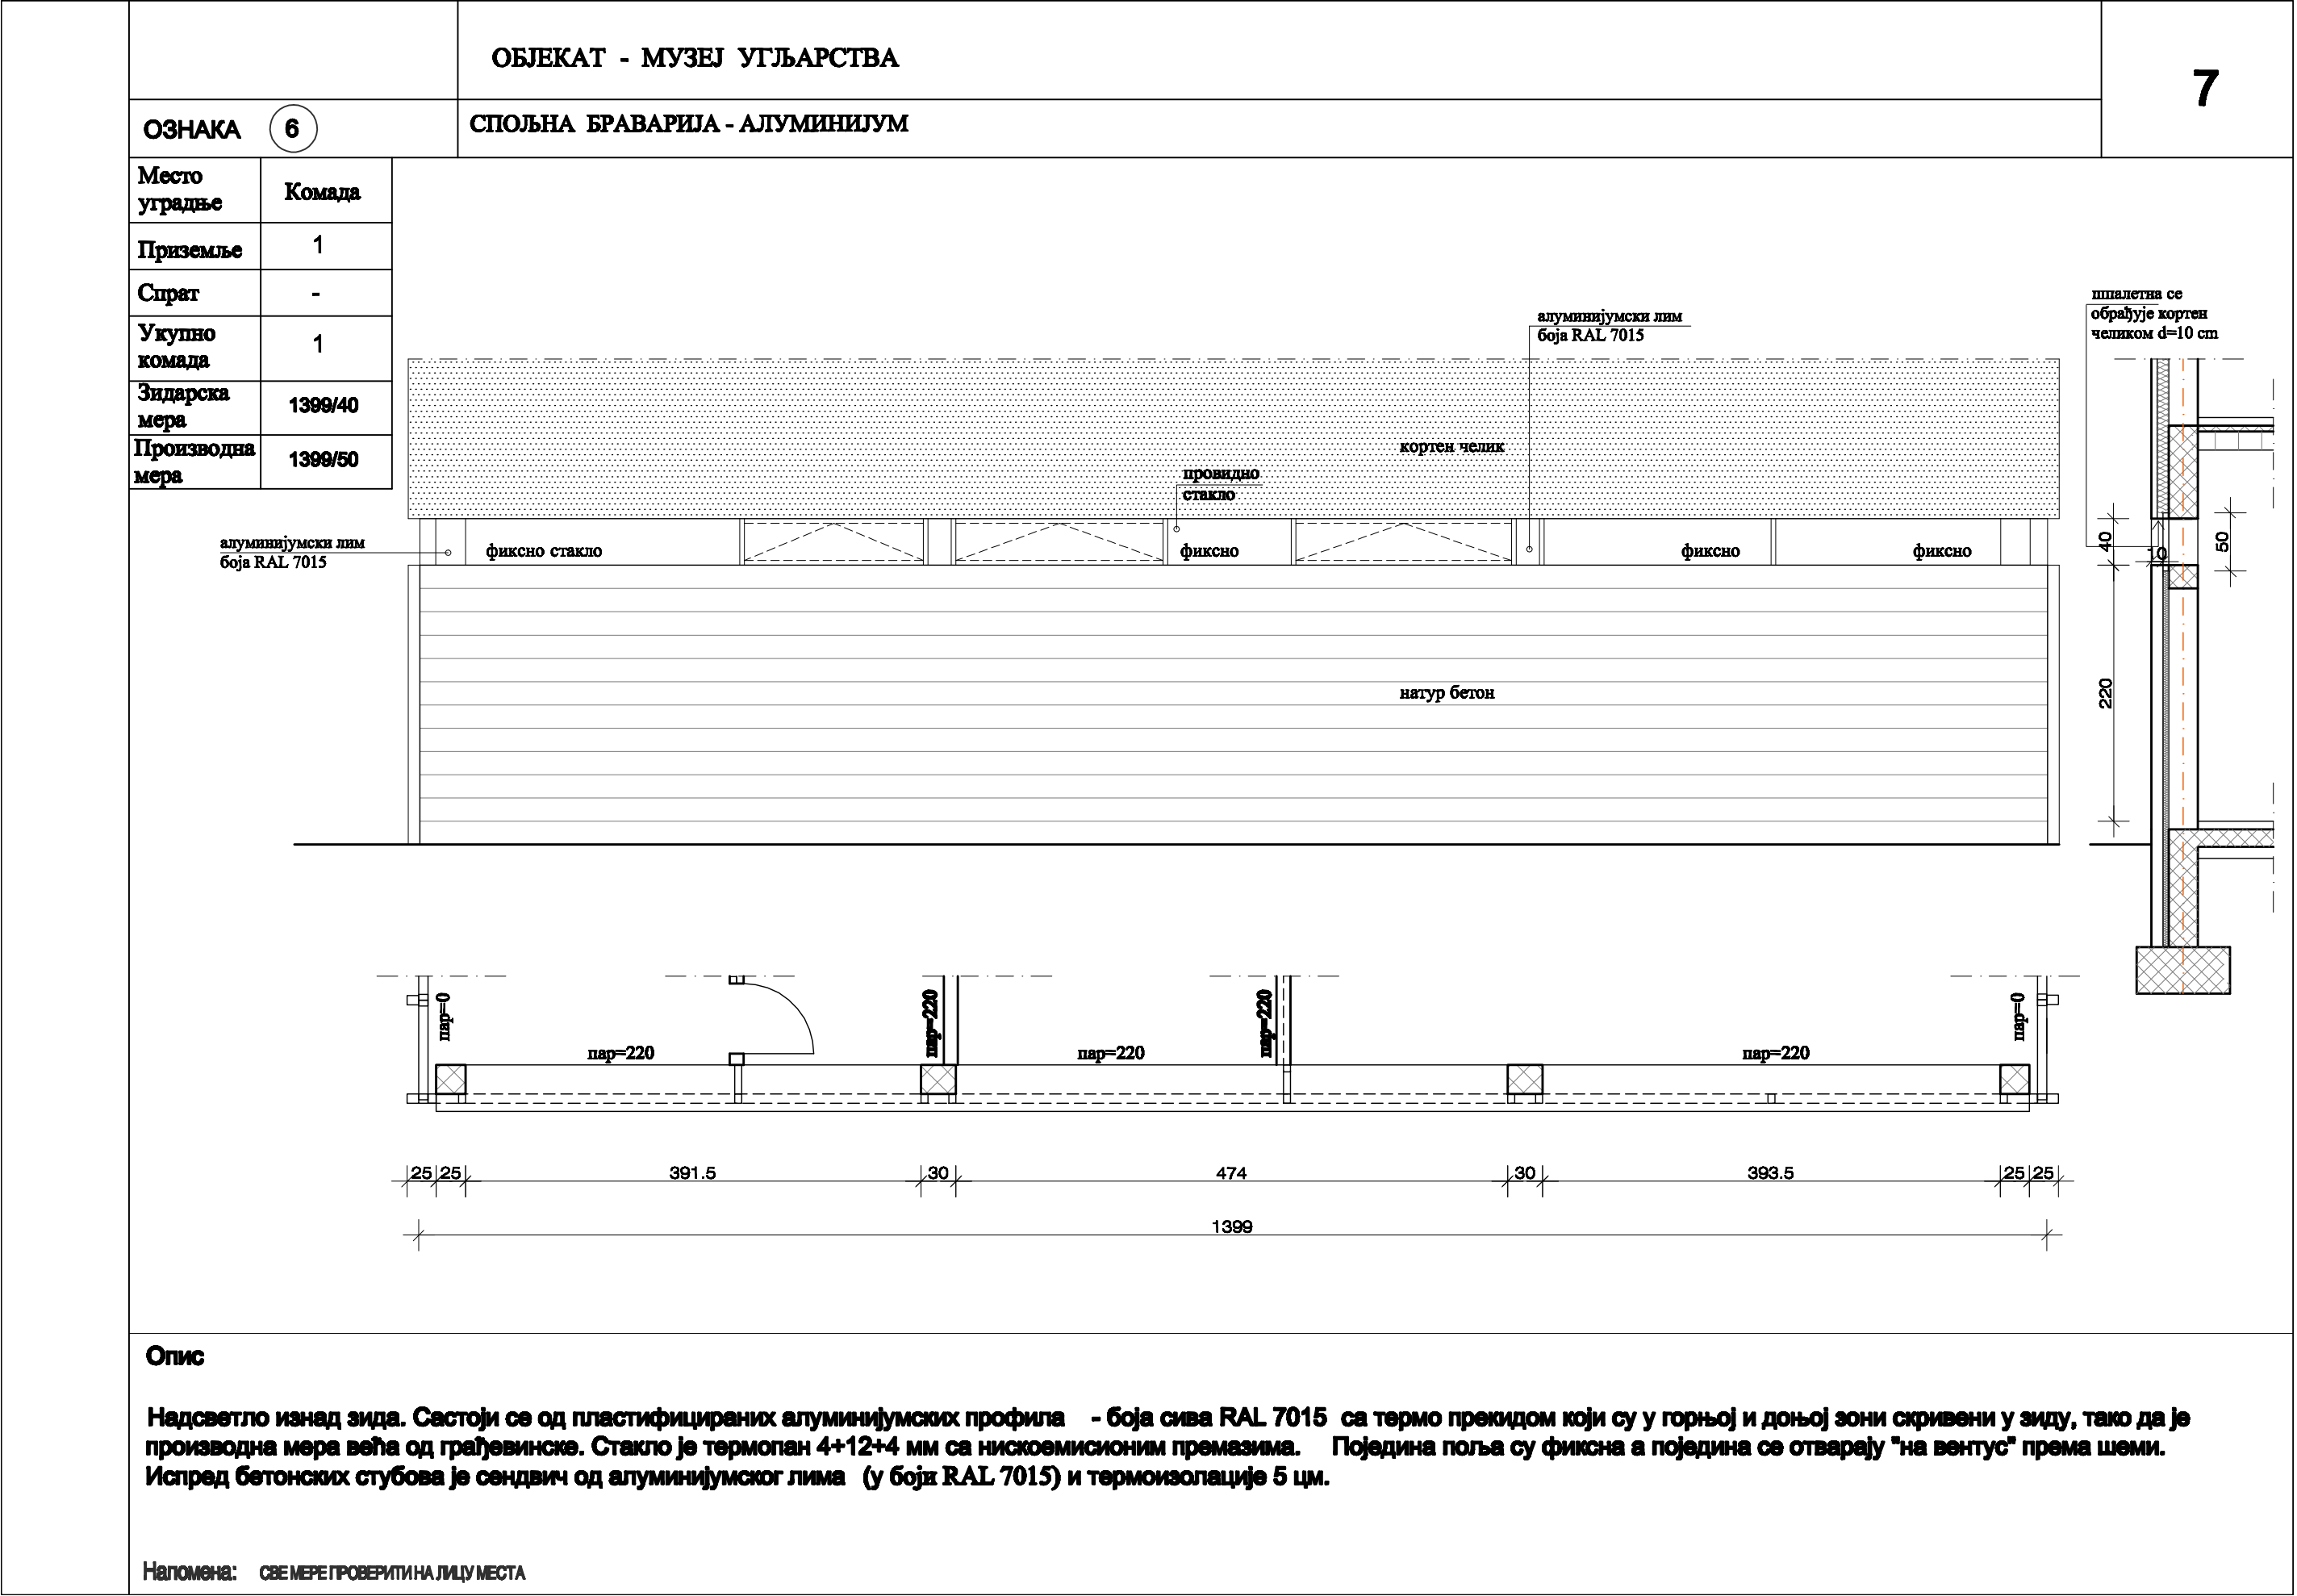 ОБЈЕКАТ - МУЗЕЈ УГЉАРСТВА
7
ОЗНАКА 6
СПОЉНА БРАВАРИЈА - АЛУМИНИЈУМ
Место
уградње
Комада
Приземље 1
Спрат -
Укупно
комада
1
Зидарска
мера
1399/40
Производна
мера
1399/50
шпалетна се
обрађује кортен
челиком d=10 cm
алуминијумски лим
боја RAL 7015
кортен челик
провидно
стакло
алуминијумски лим
боја RAL 7015
фиксно стакло
фиксно
фиксно
фиксно
40
10
50
220
натур бетон
пар=0
пар=220
пар=220
пар=0
пар=220
пар=220
пар=220
25 25 391.5 30 474 30 393.5 25 25
1399
Опис
Надсветло изнад зида. Састоји се од пластифицираних алуминијумских профила - боја сива RAL 7015 са термо прекидом који су у горњој и доњој зони скривени у зиду, тако да је
производна мера већа од грађевинске. Стакло је термопан 4+12+4 мм са нискоемисионим премазима. Поједина поља су фиксна а поједина се отварају "на вентус" према шеми.
Испред бетонских стубова је сендвич од алуминијумског лима (у боји RAL 7015) и термоизолације 5 цм.
Напомена: СВЕ МЕРЕ ПРОВЕРИТИ НА ЛИЦУ МЕСТА